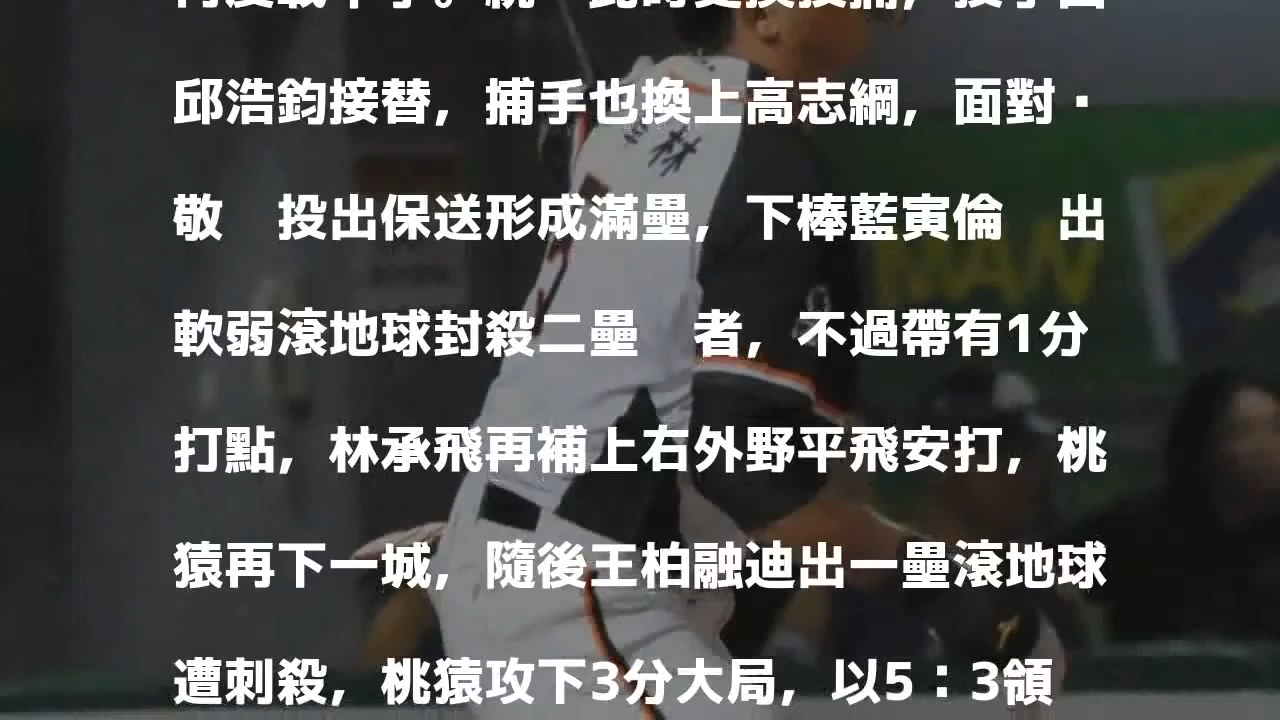 邱浩鈞接替，捕手也換上高志綱，面對·
敬　投出保送形成滿壘，下棒藍寅倫　出
軟弱滾地球封殺二壘　者，不過帶有1分
打點，林承飛再補上右外野平飛安打，桃
猿再下一城，隨後王柏融迪出一壘滾地球
遭刺殺，桃猿攻下3分大局，以5：3領
林
MAN